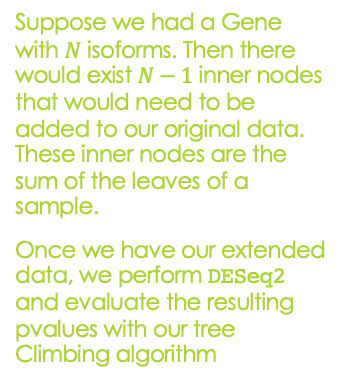 Suppose we had a Gene
with N isoforms. Then there
would exist N − 1 inner nodes
that would need to be
added to our original data.
These inner nodes are the
sum of the leaves of a
sample.
Once we have our extended
data, we perform DESeq2
and evaluate the resulting
pvalues with our tree
Climbing algorithm